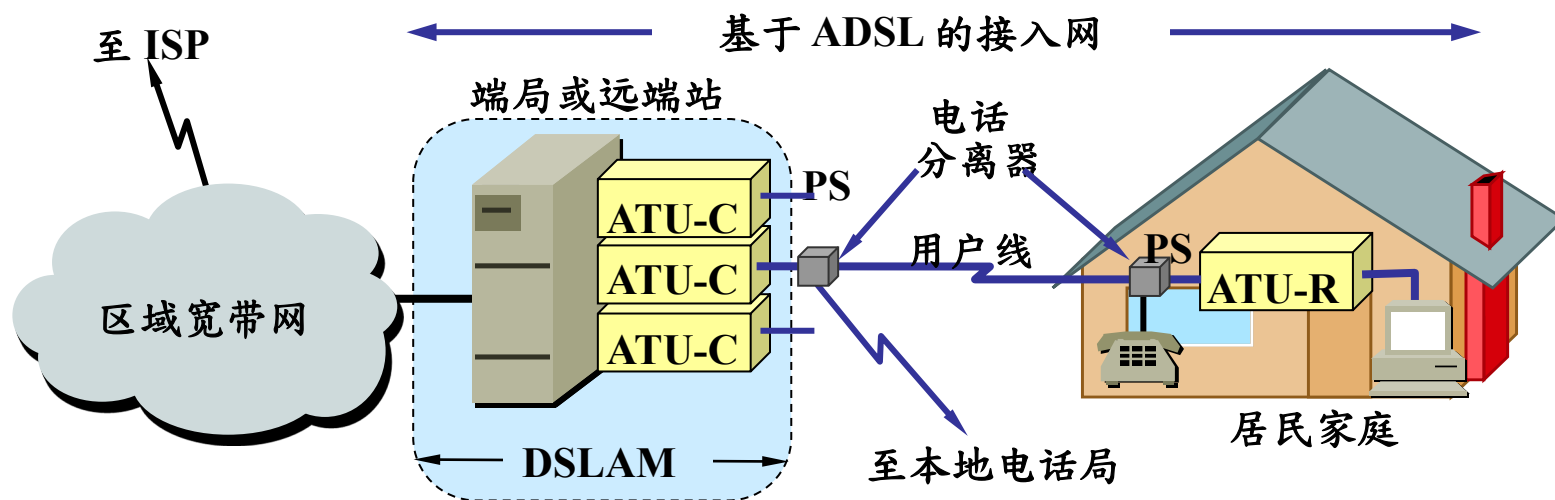 基于 ADSL 的接入网
至 ISP
端局或远端站
电话
分离器
PS
ATU-C
ATU-C
ATU-C
用户线
PS
ATU-R
区域宽带网
居民家庭
DSLAM
至本地电话局